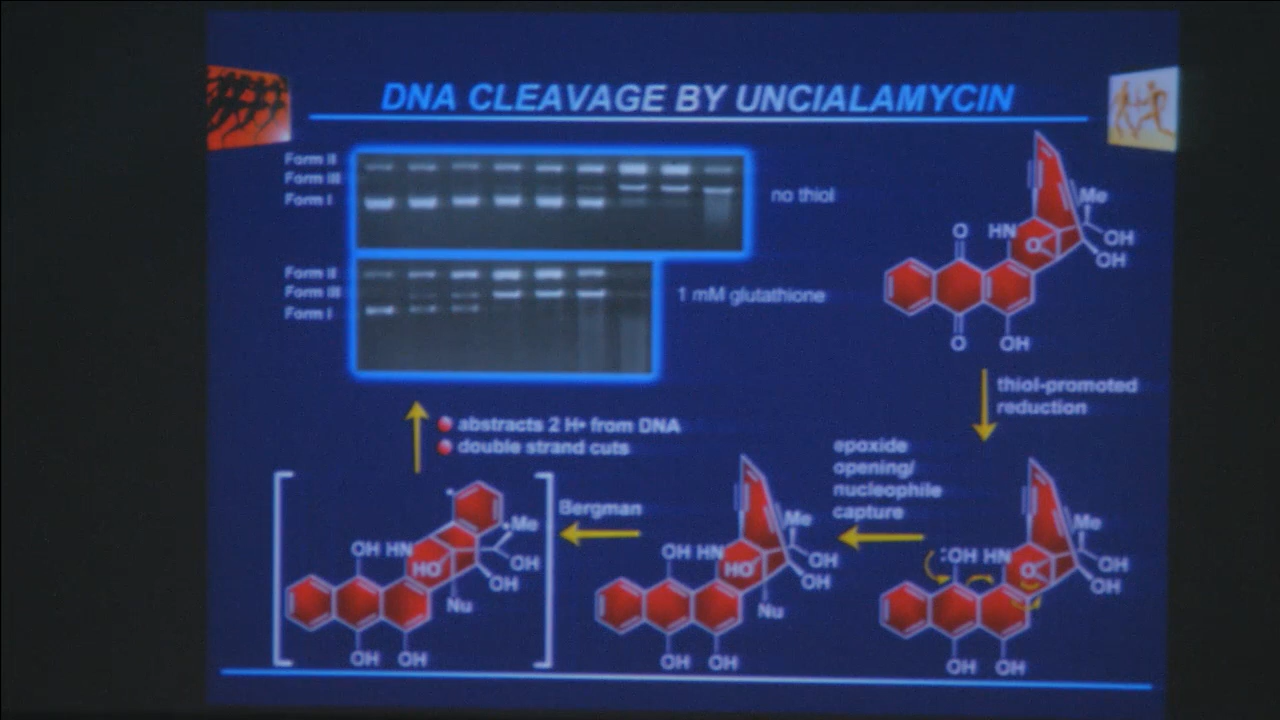 DNA CLEAVAGE BY UNCIALAMYCIN
Form II
Form III
Form I
no thiol
Form II
Form III
Form I
1 mM glutathione
Me
O
HN
O
OH
OH
O
OH
thiol-promoted
reduction
abstracts 2 H• from DNA
double strand cuts
epoxide
opening/
nucleophile
capture
Bergman
Me
OH HN
HO
OH
OH
Nu
OH
OH
Me
OH HN
HO
OH
OH
Nu
OH
OH
Me
:OH HN
O
OH
OH
OH
OH